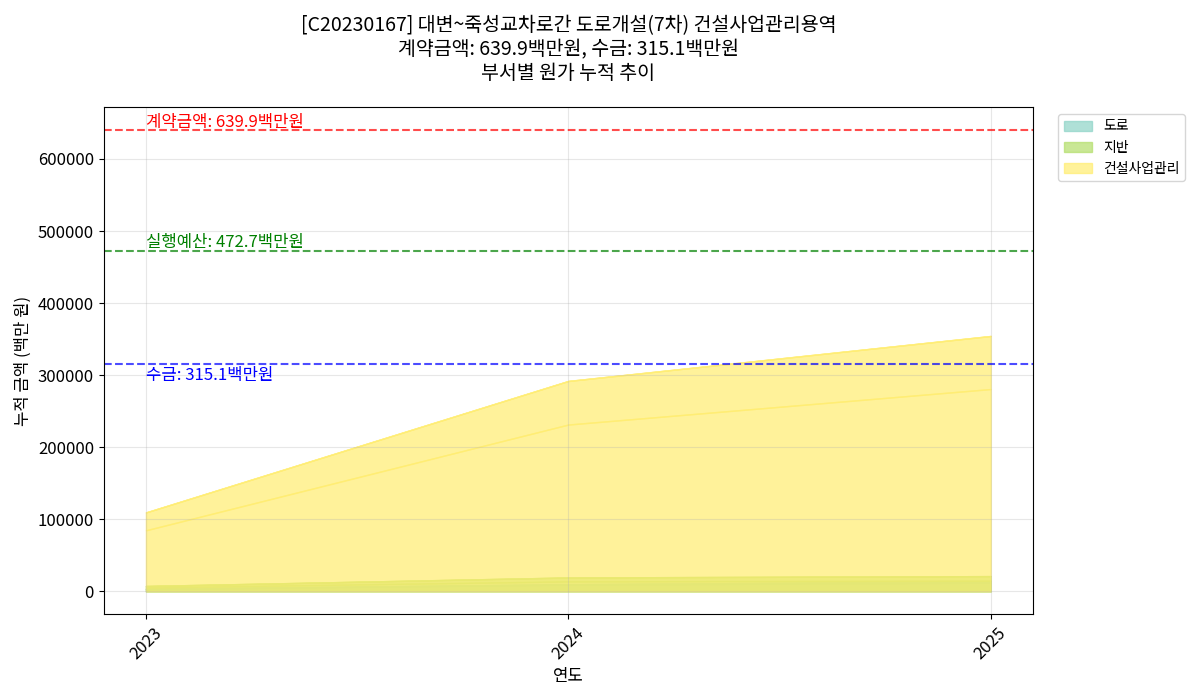 [C20230167] 대변~죽성교차로간 도로개설(7차) 건설사업관리용역
계약금액: 639.9백만원, 수금: 315.1백만원
부서별 원가 누적 추이
계약금액: 639.9백만원
실행예산: 472.7백만원
수금: 315.1백만원
도로
지반
건설사업관리
누적 금액 (백만 원)
600000
500000
400000
300000
200000
100000
0
2023
2024
2025
연도